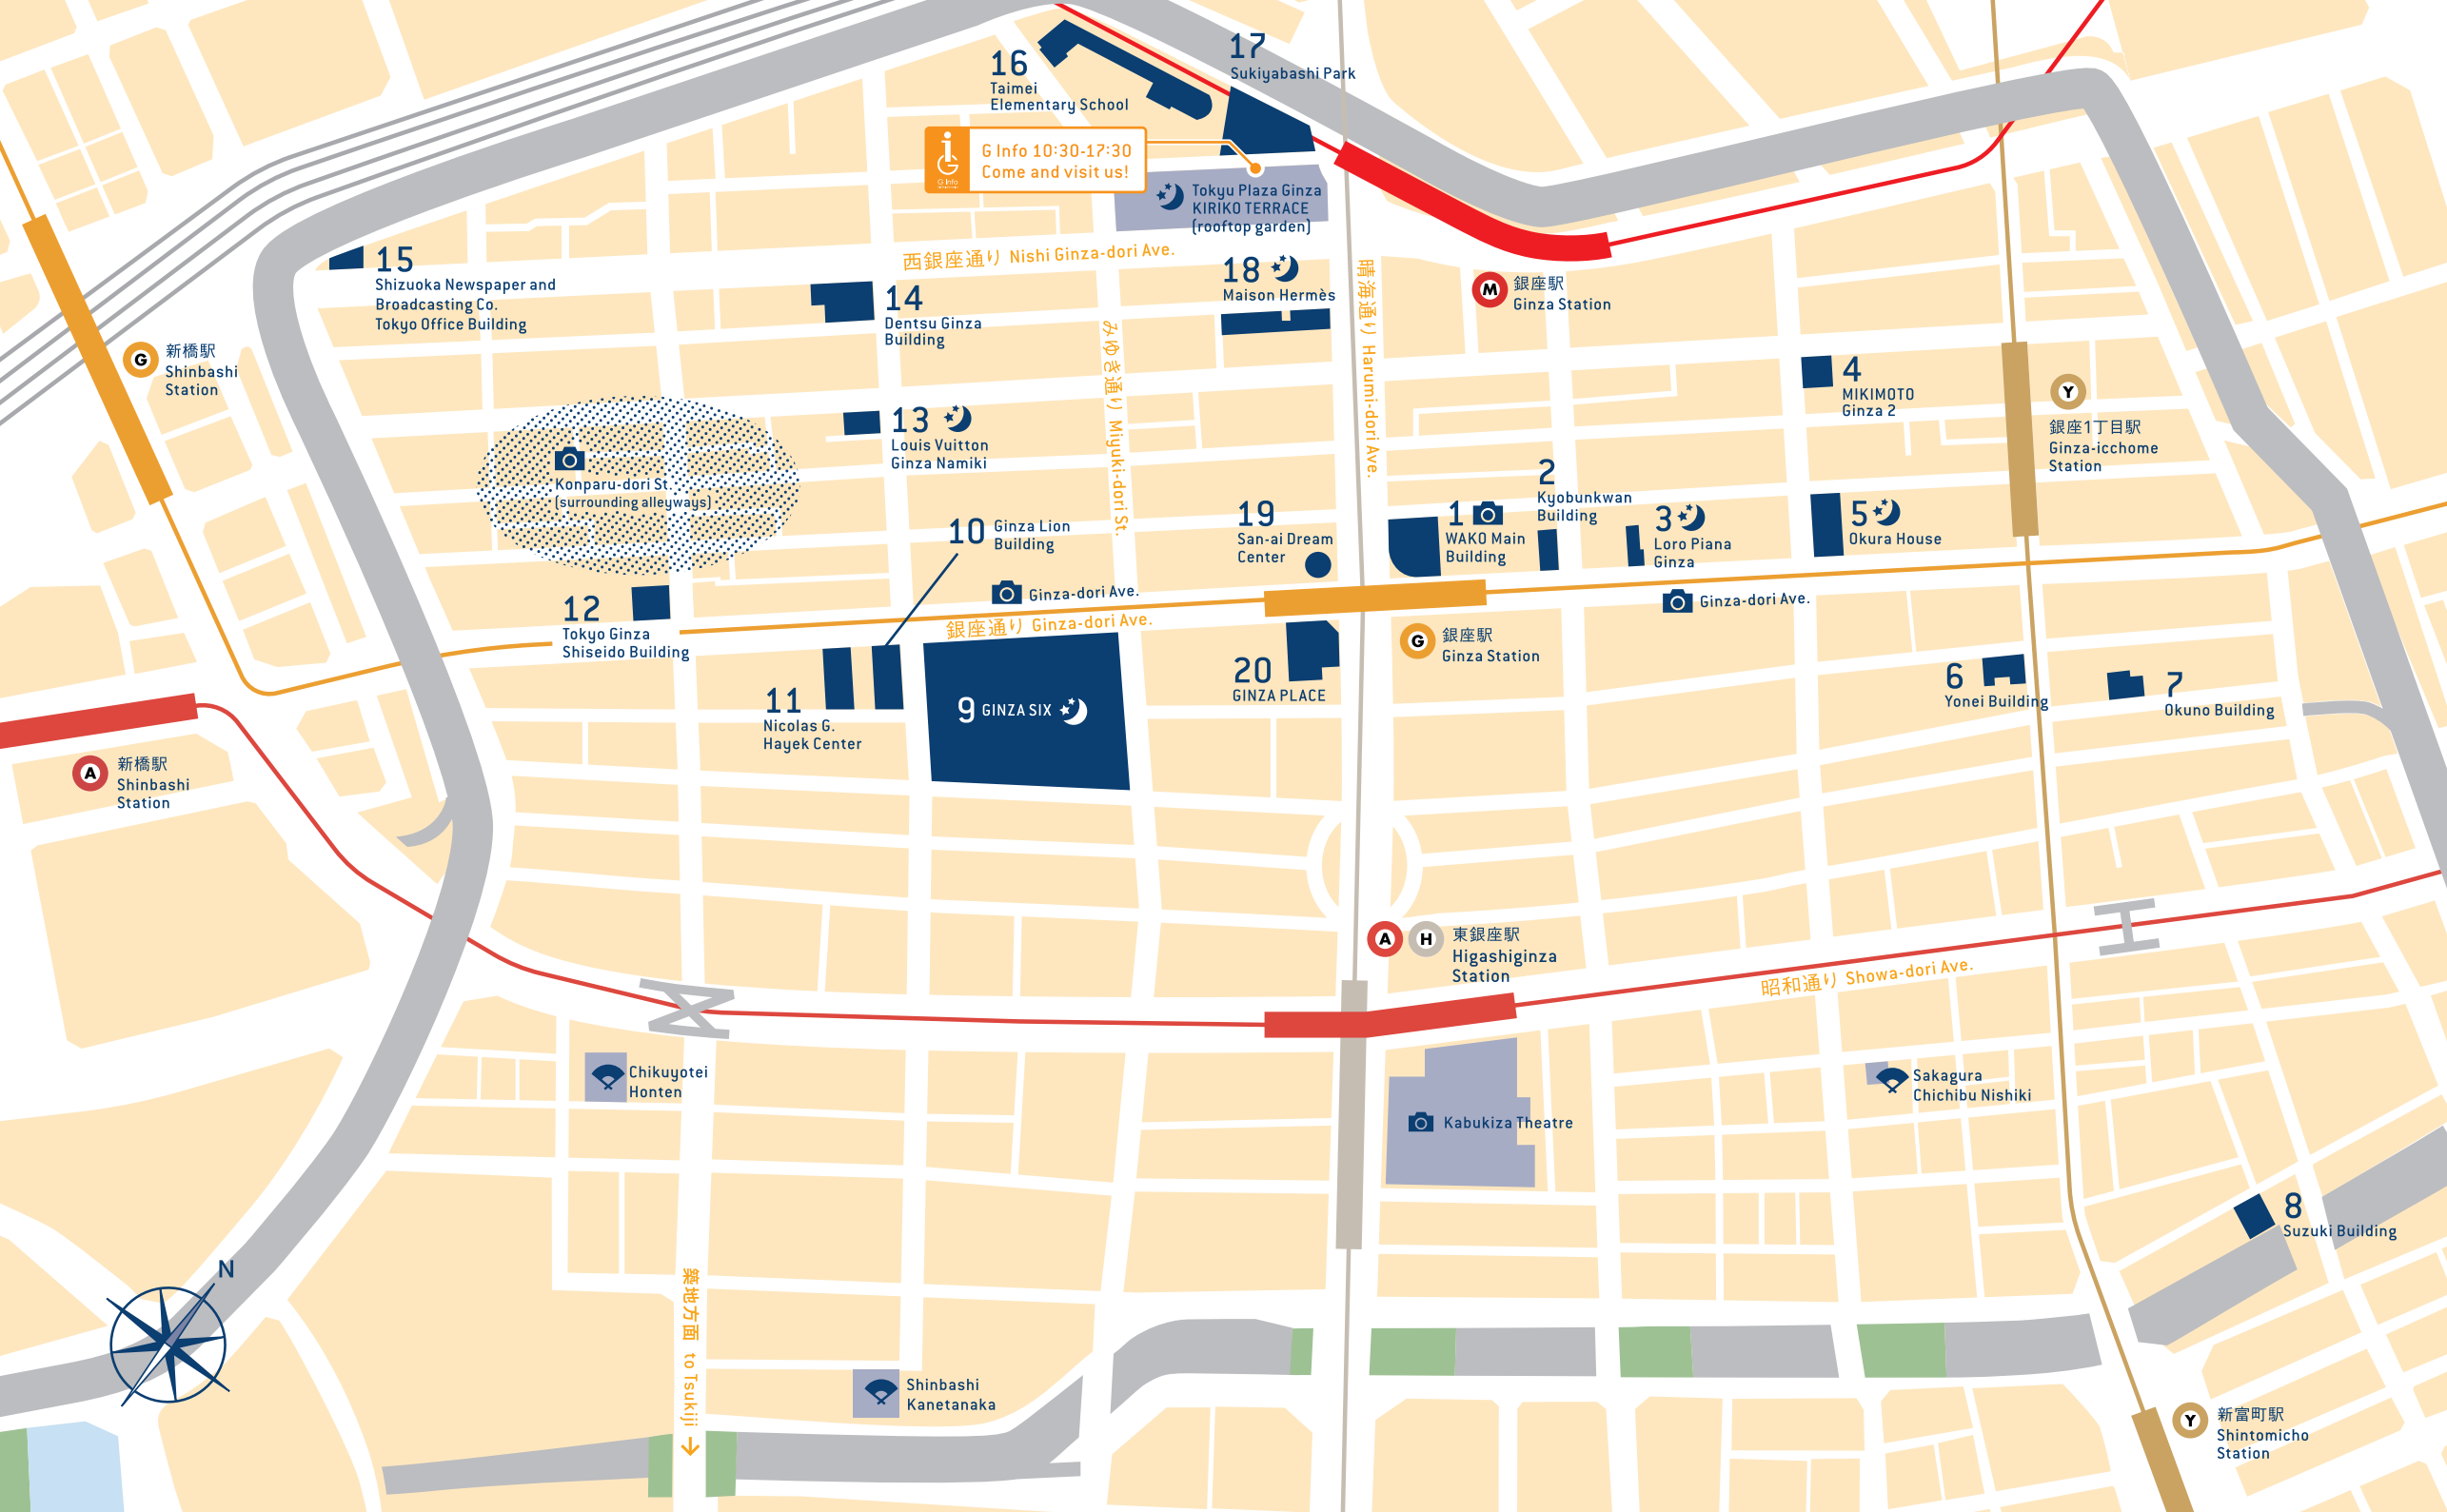 16
Taimei
Elementary School
17
Sukiyabashi Park
G Info 10:30-17:30
Come and visit us!
G Info
Tokyu Plaza Ginza
KIRIKO TERRACE
(rooftop garden)
西銀座通り Nishi Ginza-dori Ave.
15
Shizuoka Newspaper and
Broadcasting Co.
Tokyo Office Building
14
Dentsu Ginza
Building
18
Maison Hermès
M
銀座駅
Ginza Station
晴海通り Harumi-dori Ave.
みゆき通り Miyuki-dori St.
G
新橋駅
Shinbashi
Station
4
MIKIMOTO
Ginza 2
Y
銀座1丁目駅
Ginza-icchome
Station
13
Louis Vuitton
Ginza Namiki
Konparu-dori St.
(surrounding alleyways)
10
Ginza Lion
Building
19
San-ai Dream
Center
1
WAKO Main
Building
2
Kyobunkwan
Building
3
Loro Piana
Ginza
5
Okura House
12
Tokyo Ginza
Shiseido Building
Ginza-dori Ave.
銀座通り Ginza-dori Ave.
Ginza-dori Ave.
G
銀座駅
Ginza Station
11
Nicolas G.
Hayek Center
9 GINZA SIX
20
GINZA PLACE
6
Yonei Building
7
Okuno Building
A
新橋駅
Shinbashi
Station
A
H
東銀座駅
Higashiginza
Station
昭和通り Showa-dori Ave.
Chikuyotei
Honten
Kabukiza Theatre
Sakagura
Chichibu Nishiki
8
Suzuki Building
N
築地方面 to Tsukiji
Shinbashi
Kanetanaka
Y
新富町駅
Shintomicho
Station